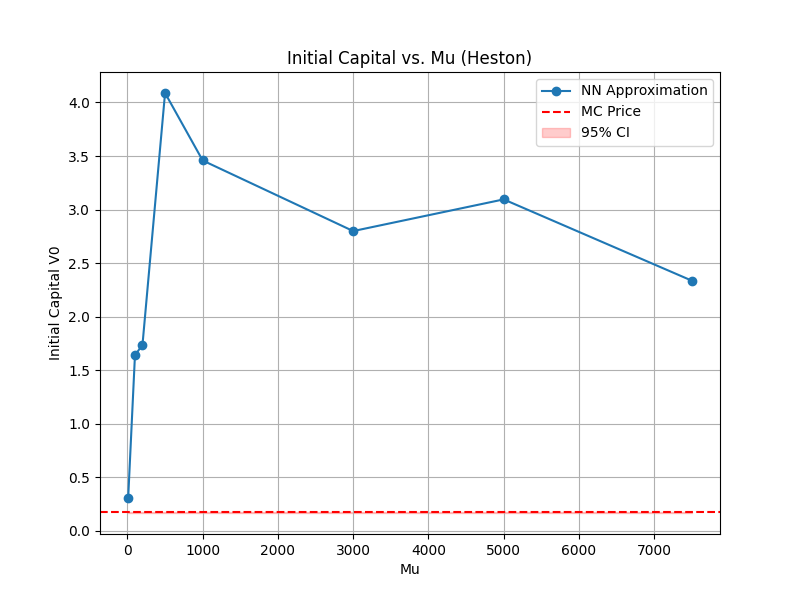 Initial Capital vs. Mu (Heston)
NN Approximation
MC Price
95% CI
Initial Capital V0
4.0
3.5
3.0
2.5
2.0
1.5
1.0
0.5
0.0
0 1000 2000 3000 4000 5000 6000 7000
Mu